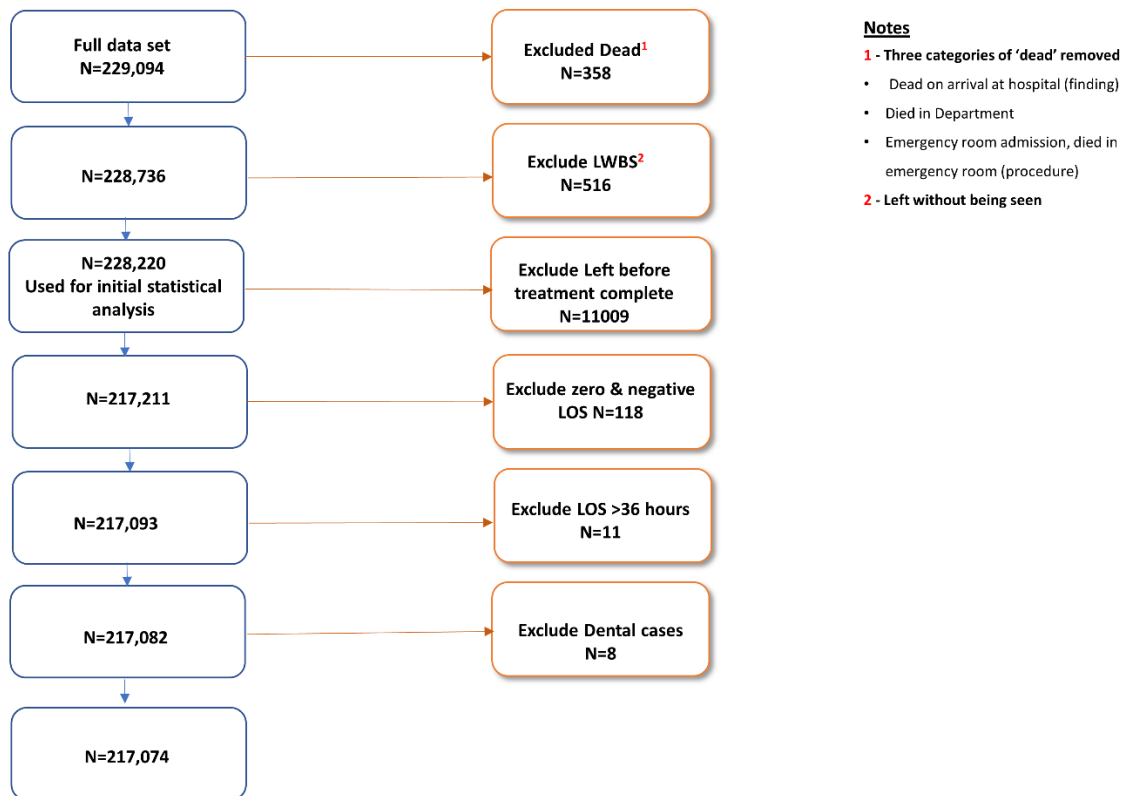 Full data set
N=229,094
Excluded Dead1
N=358
N=228,736
Exclude LWBS2
N=516
N=228,220
Used for initial statistical
analysis
Exclude Left before
treatment complete
N=11009
N=217,211
Exclude zero & negative
LOS N=118
N=217,093
Exclude LOS >36 hours
N=11
N=217,082
Exclude Dental cases
N=8
N=217,074
Notes
1 - Three categories of ‘dead’ removed
• Dead on arrival at hospital (finding)
• Died in Department
• Emergency room admission, died in
emergency room (procedure)
2 - Left without being seen